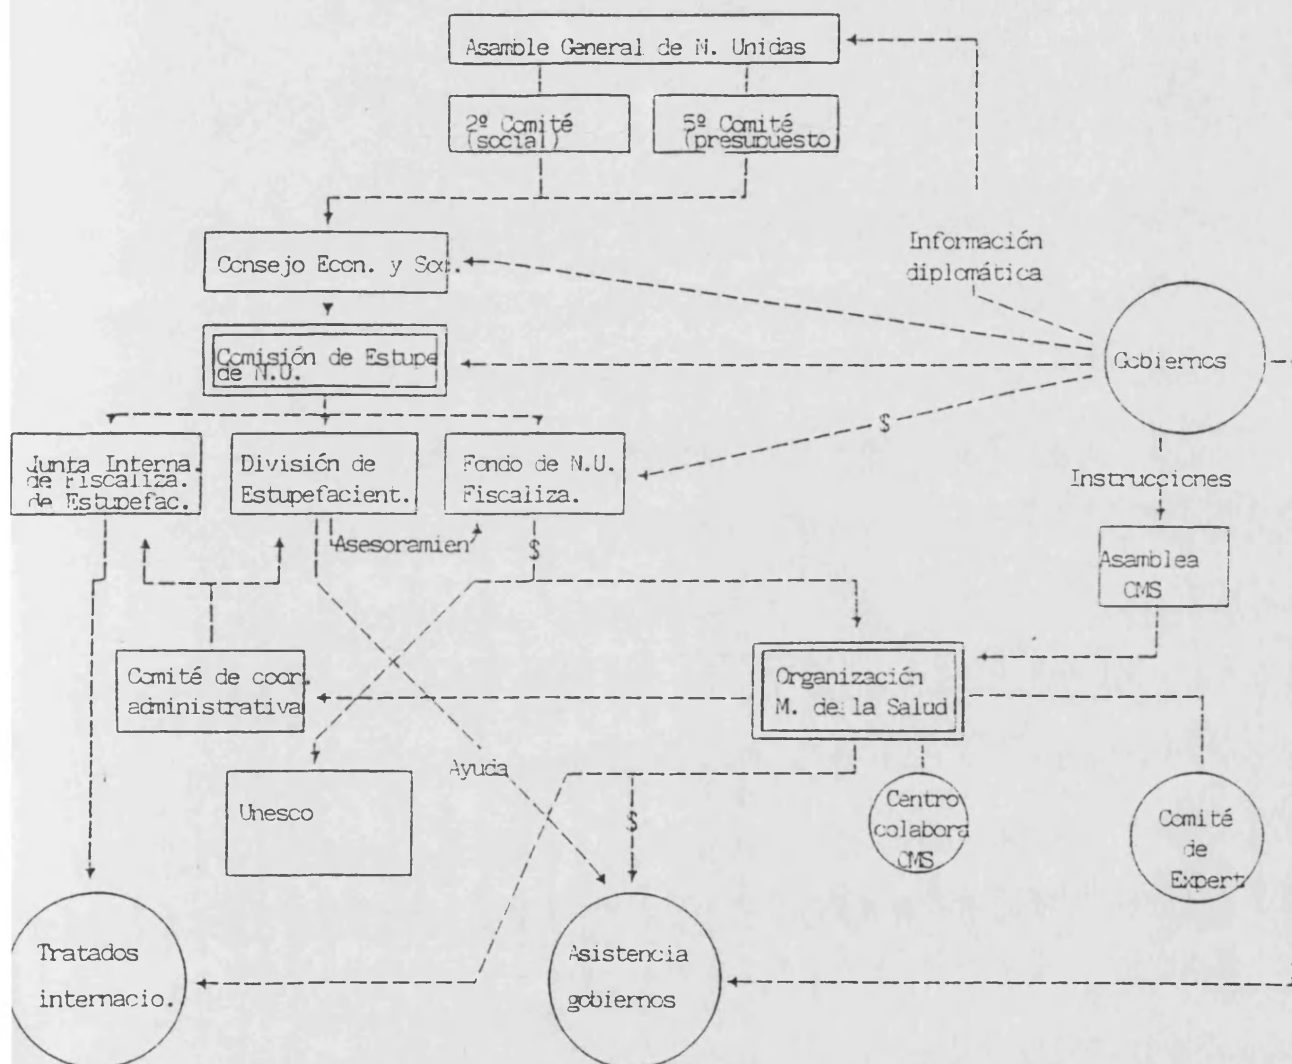 Asamble General de N. Unidas
2º Comité
(social)
5º Comité
(presupuesto)
Información
diplomática
Consejo Econ. y Soc.
Gobiernos
Comisión de Estupe
de N.U.
$
Junta Interna.
de Fiscaliza.
de Estupefac.
División de
Estupefacient.
Fondo de N.U.
Fiscaliza.
Instrucciones
Asesoramien
$
Asamblea
OMS
Comité de coor.
administrativa
Organización
M. de la Salud
Ayuda
Unesco
$
Centro
colabora
OMS
Comité
de
Expert
Tratados
internacio.
Asistencia
gobiernos